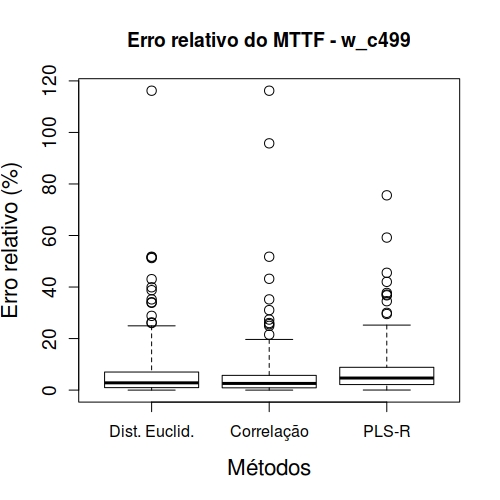 Erro relativo do MTTF - w_c499
Erro relativo (%)
120
100
80
60
40
20
0
Dist. Euclid. Correlação PLS-R
Métodos